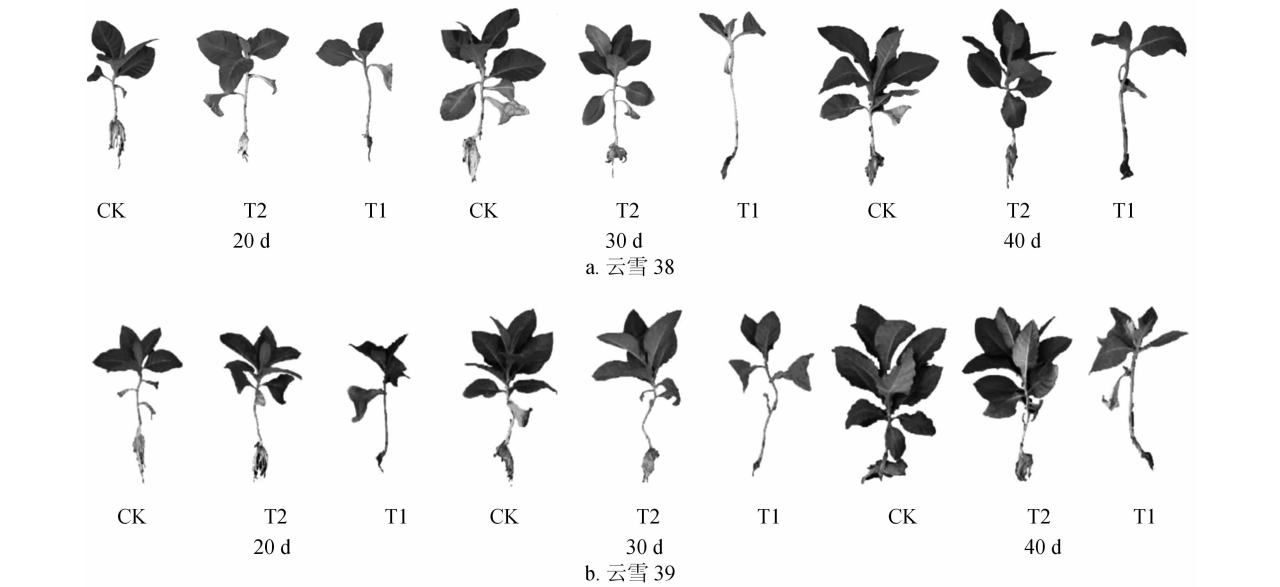 CK T2 T1 CK T2 T1 CK T2 T1
20 d 30 d 40 d
a. 云雪 38
CK T2 T1 CK T2 T1 CK T2 T1
20 d 30 d 40 d
b. 云雪 39